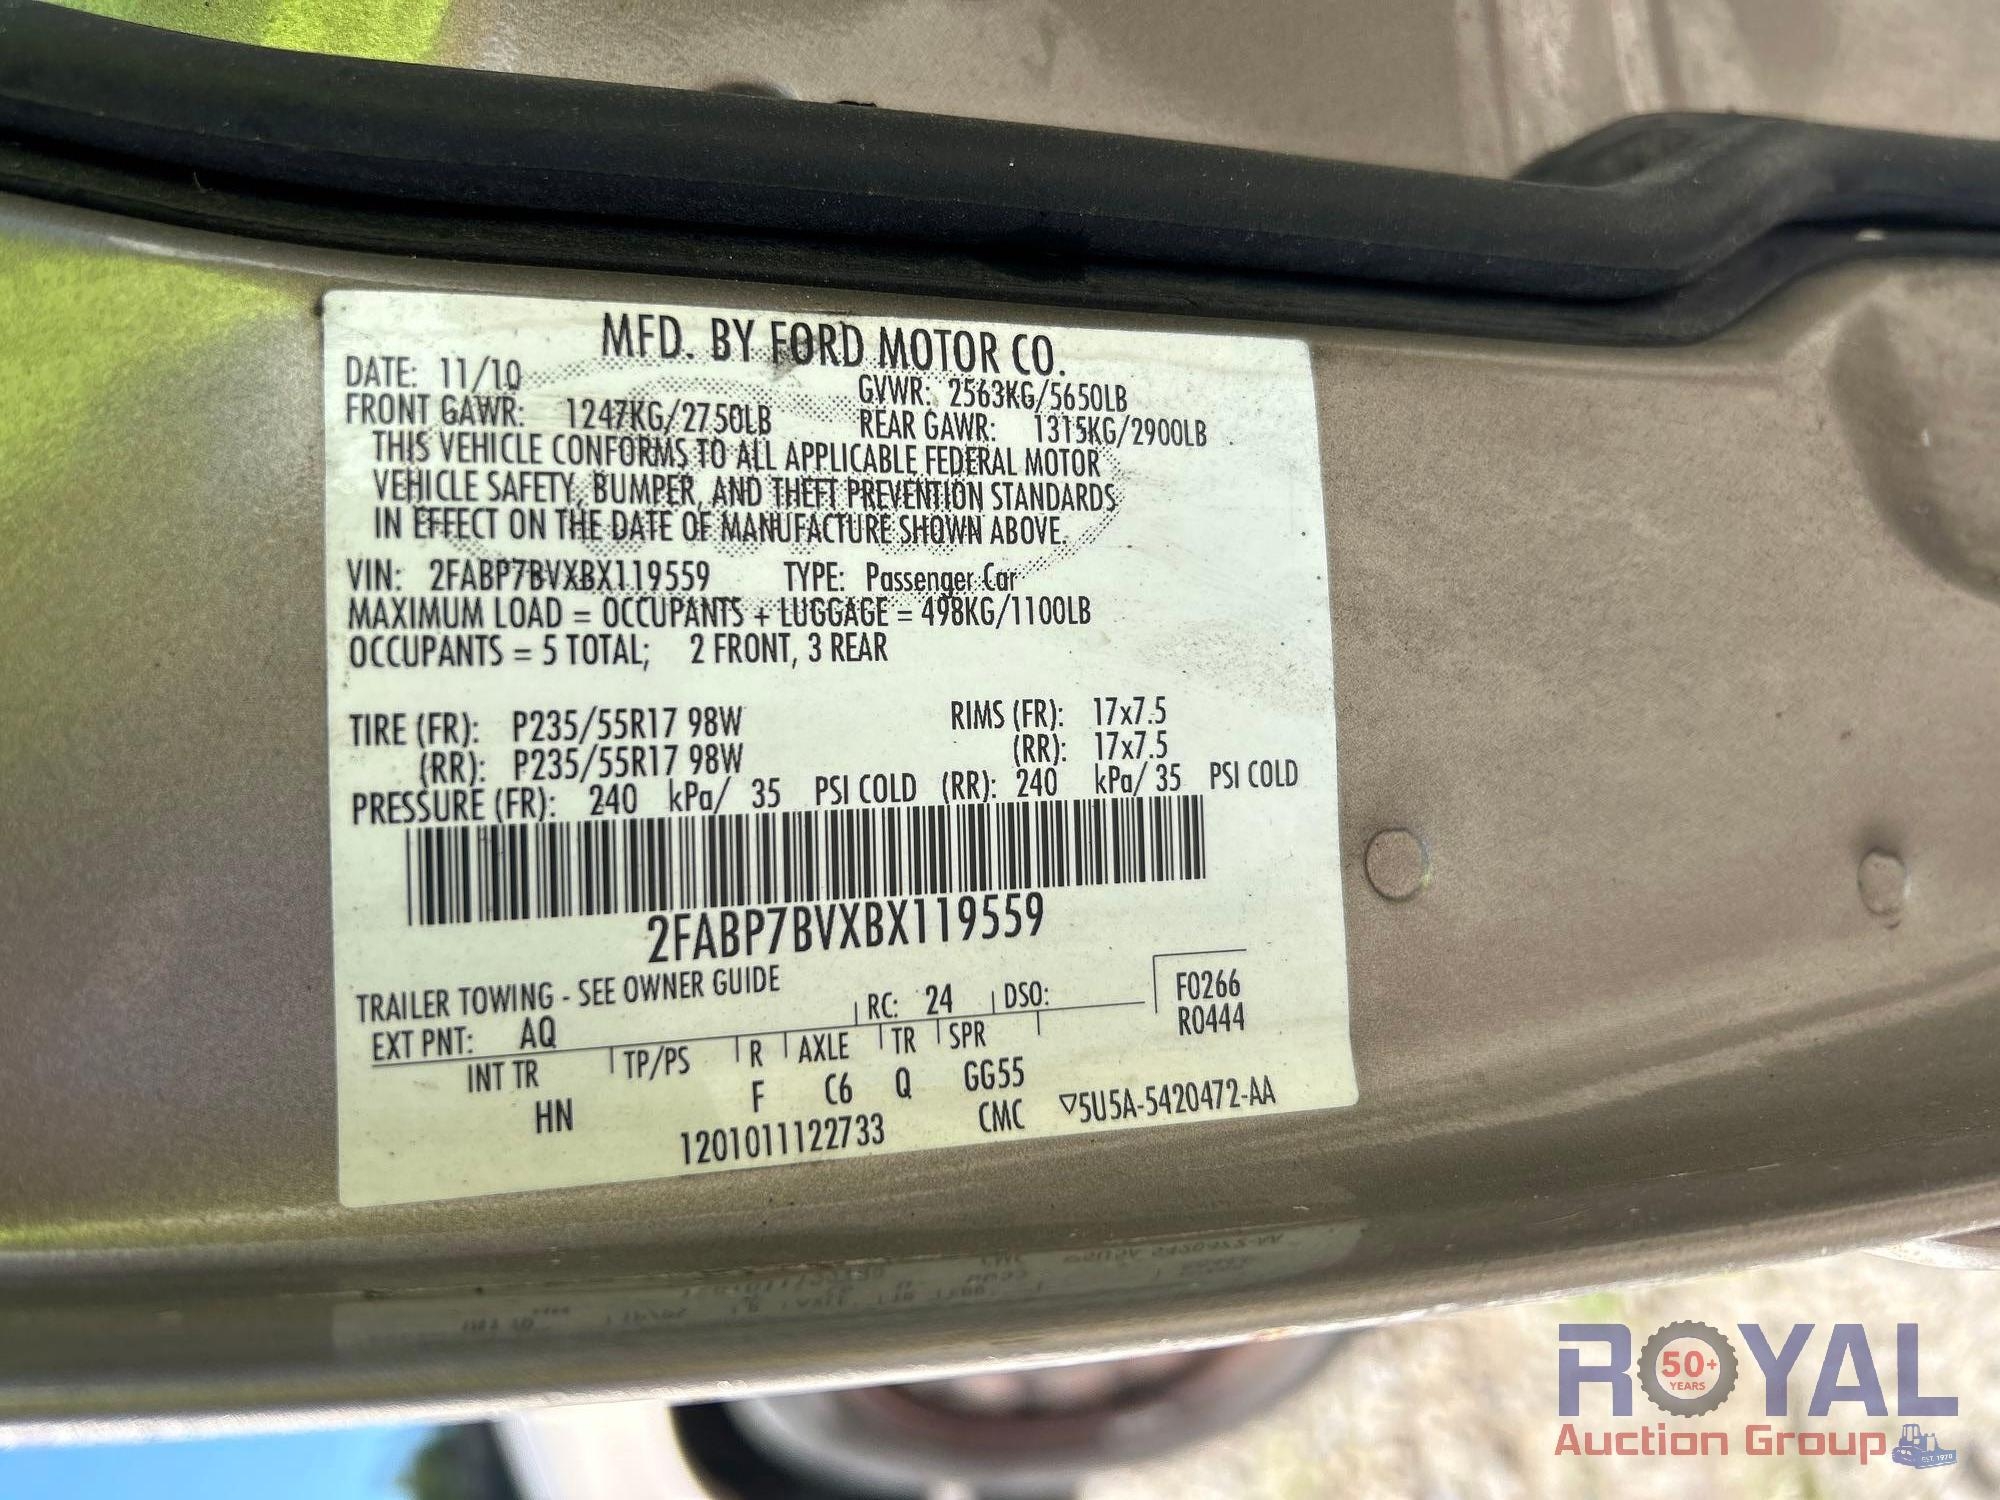 MFD. BY FORD MOTOR CO.
DATE: 11/10 GVWR: 2563KG/5650LB
FRONT GAWR: 1247KG/2750LB REAR GAWR: 1315KG/2900LB
THIS VEHICLE CONFORMS TO ALL APPLICABLE FEDERAL MOTOR
VEHICLE SAFETY, BUMPER, AND THEFT PREVENTION STANDARDS
IN EFFECT ON THE DATE OF MANUFACTURE SHOWN ABOVE.
VIN: 2FABP7BVXBX119559 TYPE: Passenger Car
MAXIMUM LOAD = OCCUPANTS + LUGGAGE = 498KG/1100LB
OCCUPANTS = 5 TOTAL; 2 FRONT, 3 REAR
TIRE (FR): P235/55R17 98W RIMS (FR): 17x7.5
(RR): P235/55R17 98W (RR): 17x7.5
PRESSURE (FR): 240 kPa/ 35 PSI COLD (RR): 240 kPa/ 35 PSI COLD
2FABP7BVXBX119559
TRAILER TOWING - SEE OWNER GUIDE
EXT PNT: AQ RC: 24 DSO: F0266
R0444
INT TR TP/PS R AXLE TR SPR
HN F C6 Q GG55
1201011122733 CMC ▽5U5A-5420472-AA
ROYAL
50+
YEARS
Auction Group
EST. 1970